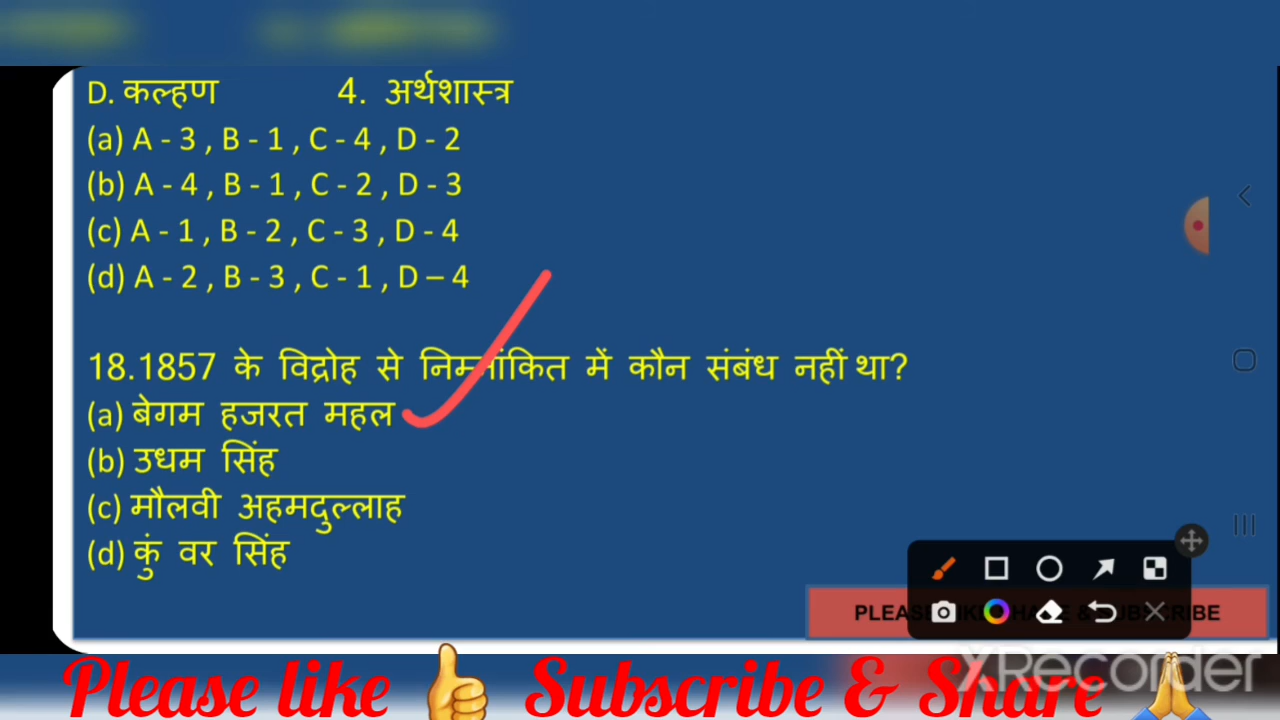 D. कल्हण 4. अर्थशास्त्र
(a) A - 3 , B - 1 , C - 4 , D - 2
(b) A - 4 , B - 1 , C - 2 , D - 3
(c) A - 1 , B - 2 , C - 3 , D - 4
(d) A - 2 , B - 3 , C - 1 , D – 4
18.1857 के विद्रोह से निम्नांकित में कौन संबंध नहीं था?
(a) बेगम हजरत महल
(b) उधम सिंह
(c) मौलवी अहमदुल्लाह
(d) कुं वर सिंह
XRecorder
Please like 👍 Subscribe & Share 🙏